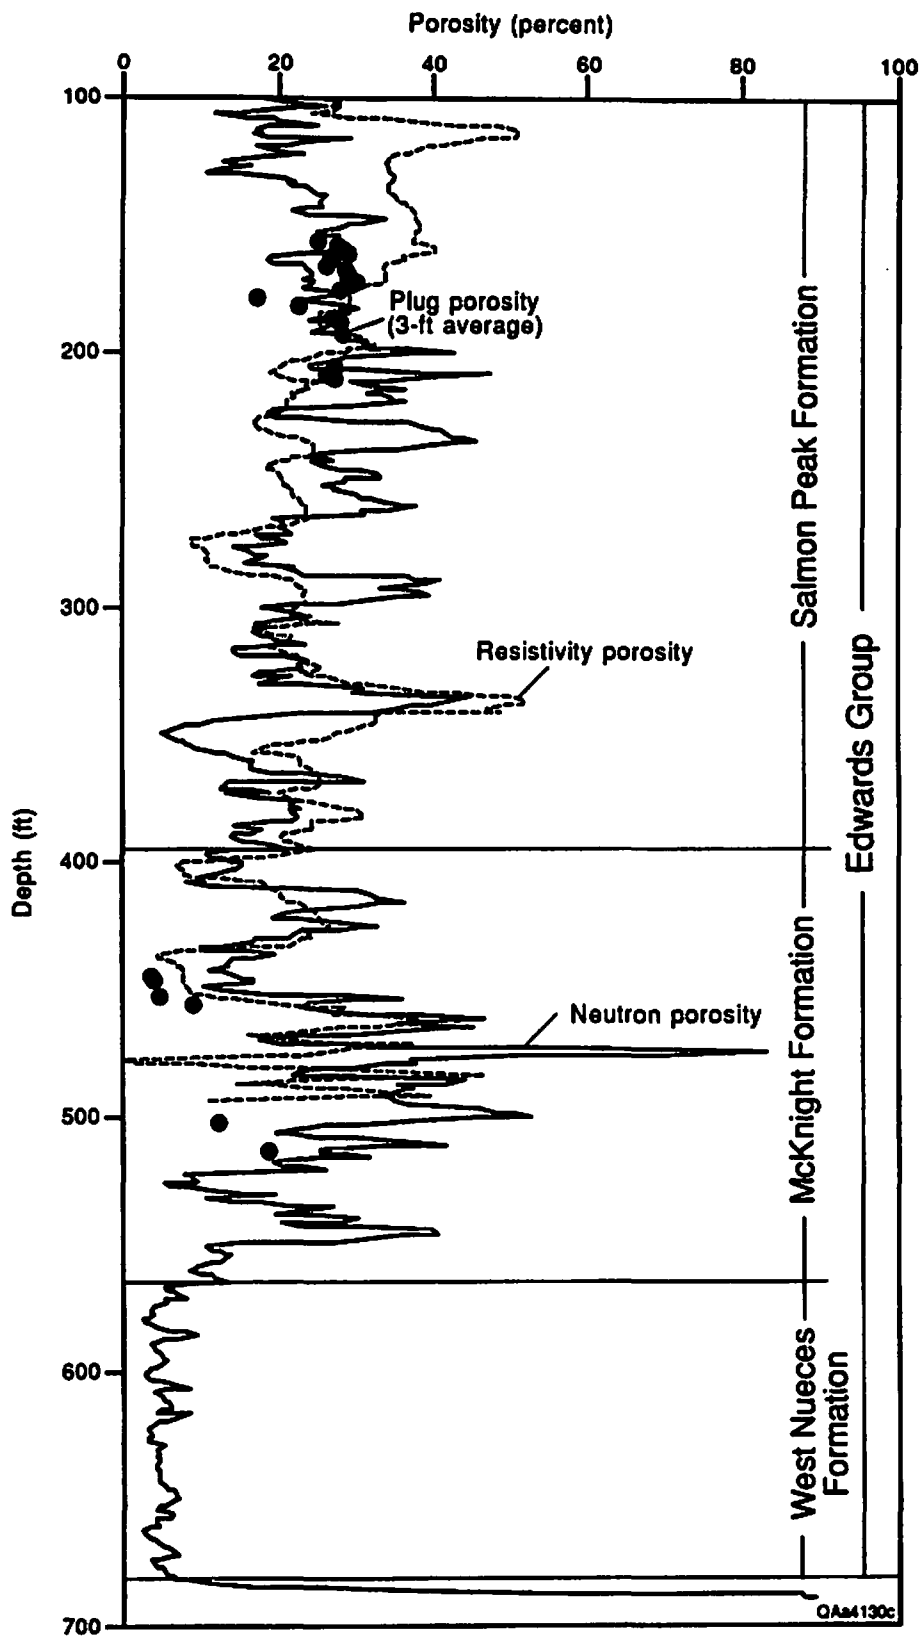 Porosity (percent)
0 20 40 60 80 100
100
Plug porosity
(3-ft average)
200
Salmon Peak Formation
300
Resistivity porosity
Edwards Group
Depth (ft)
400
McKnight Formation
Neutron porosity
500
West Nueces
Formation
600
700
QAa4130c